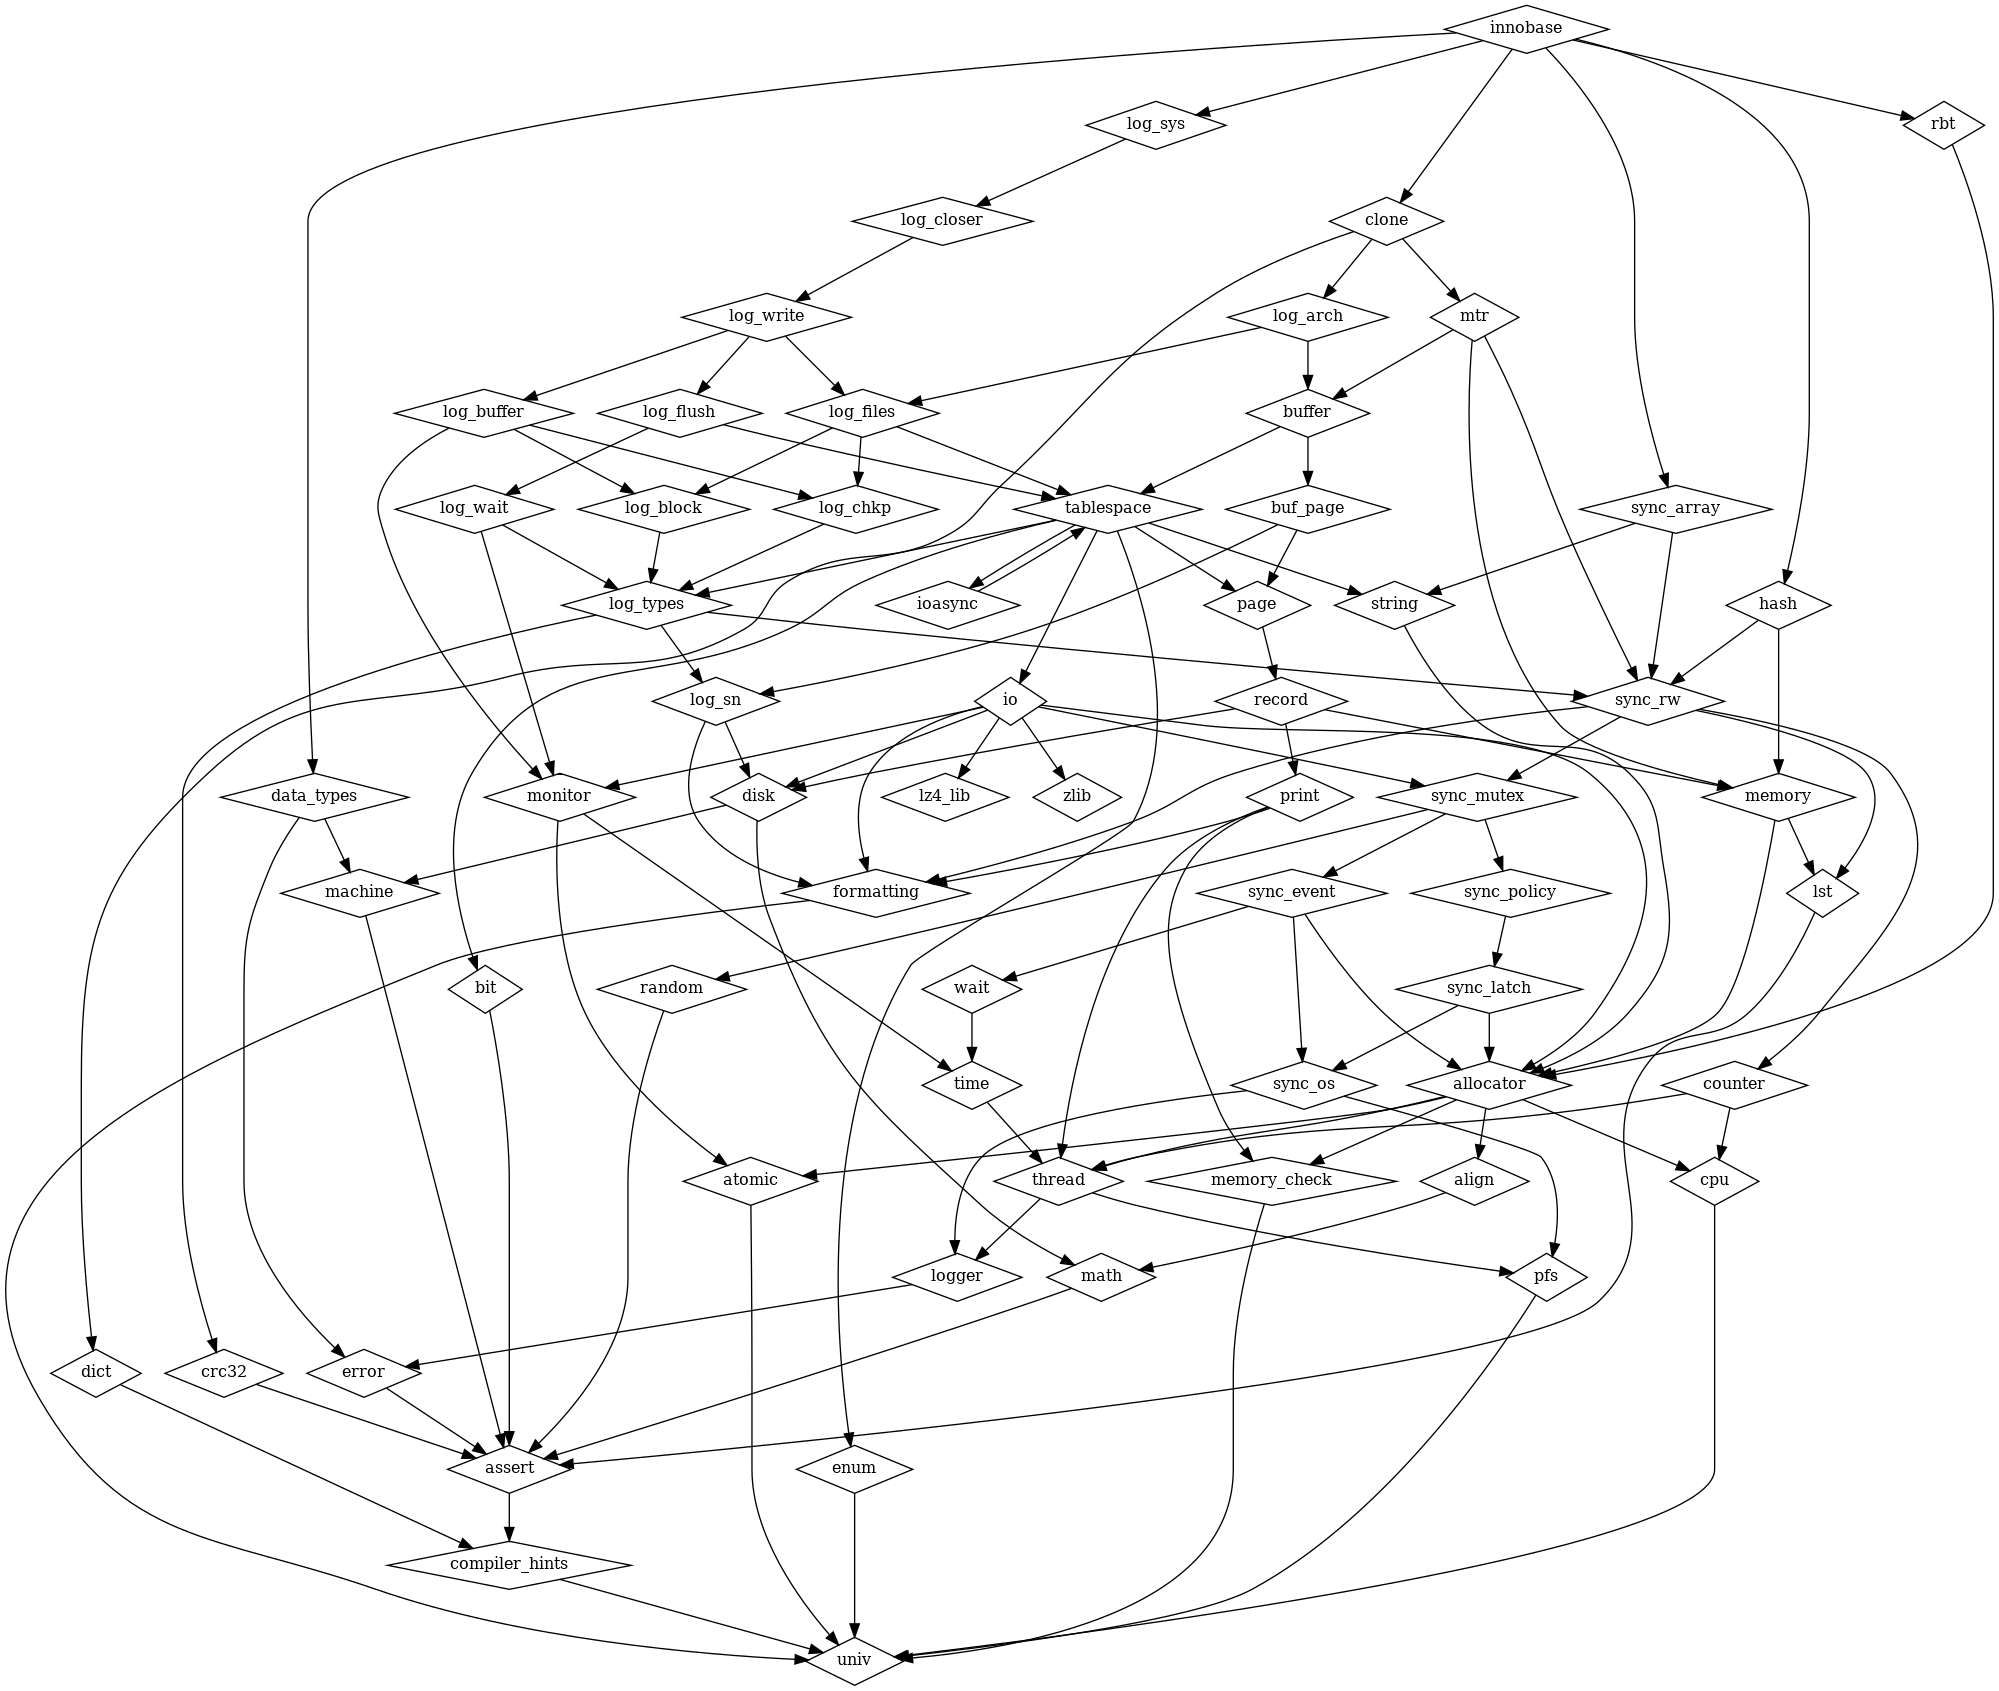 innobase
log_sys
rbt
log_closer
clone
log_write
log_arch
mtr
log_buffer
log_flush
log_files
buffer
log_wait
log_block
log_chkp
tablespace
buf_page
sync_array
log_types
ioasync
page
string
hash
log_sn
io
record
sync_rw
data_types
monitor
disk
lz4_lib
zlib
print
sync_mutex
memory
machine
formatting
sync_event
sync_policy
lst
bit
random
wait
sync_latch
time
sync_os
allocator
counter
atomic
thread
memory_check
align
cpu
logger
math
pfs
dict
crc32
error
assert
enum
compiler_hints
univ